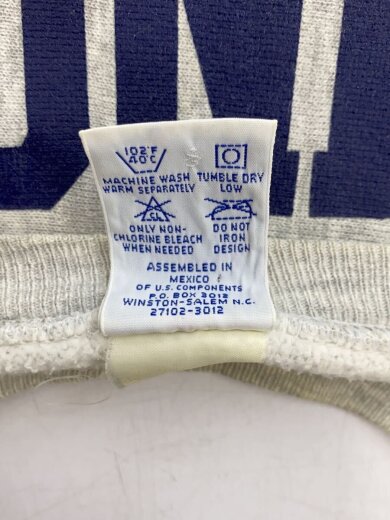 102°F
40°C
MACHINE WASH
WARM SEPARATELY
TUMBLE DRY
LOW
CL
ONLY NON-
CHLORINE BLEACH
WHEN NEEDED
DO NOT
IRON
DESIGN
ASSEMBLED IN
MEXICO
OF U.S. COMPONENTS
P.O. BOX 3012
WINSTON-SALEM N.C.
27102-3012